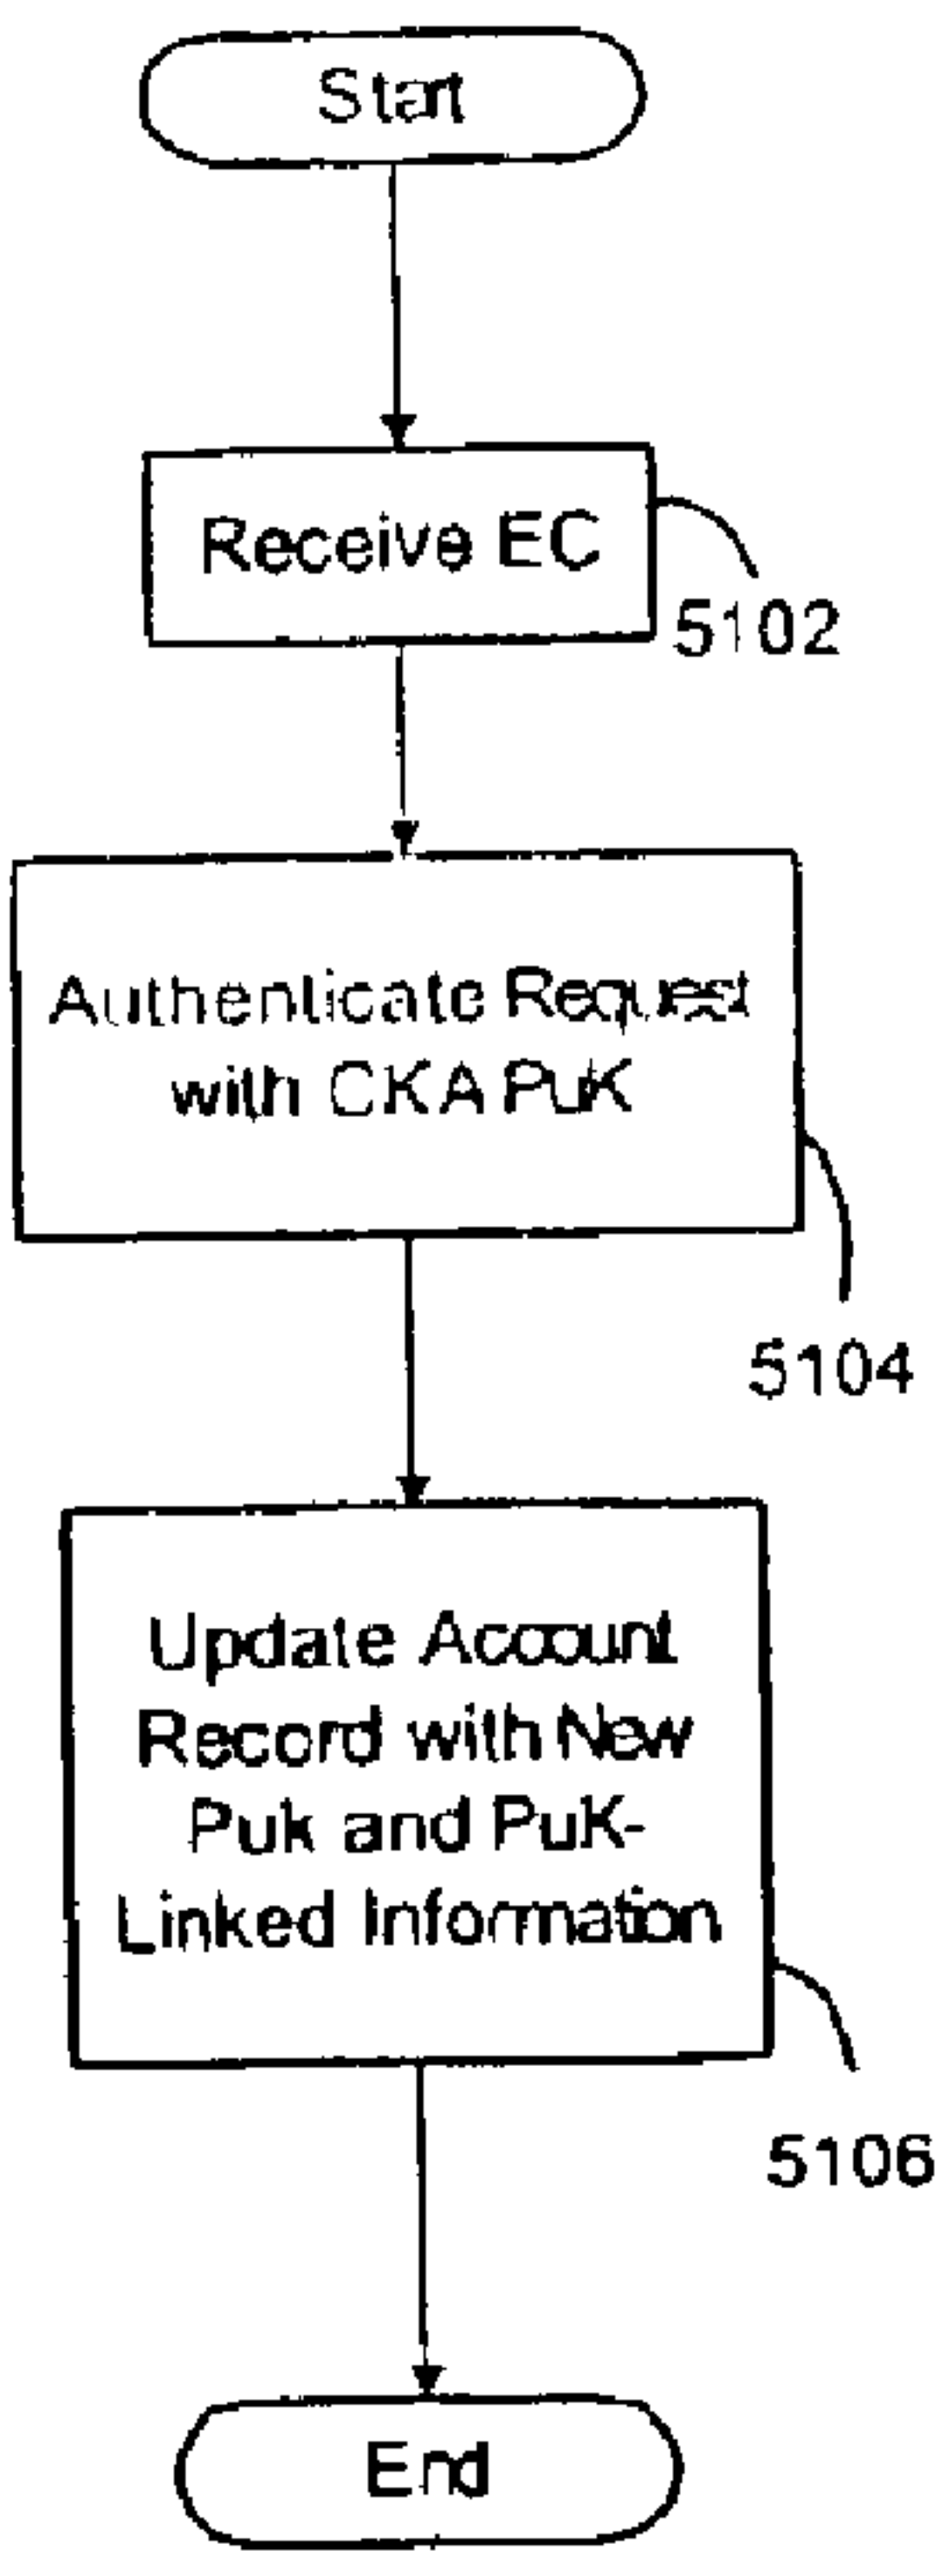 Start
Receive EC
5102
Authenticate Request
with CKA PuK
5104
Update Account
Record with New
Puk and PuK-
Linked Information
5106
End